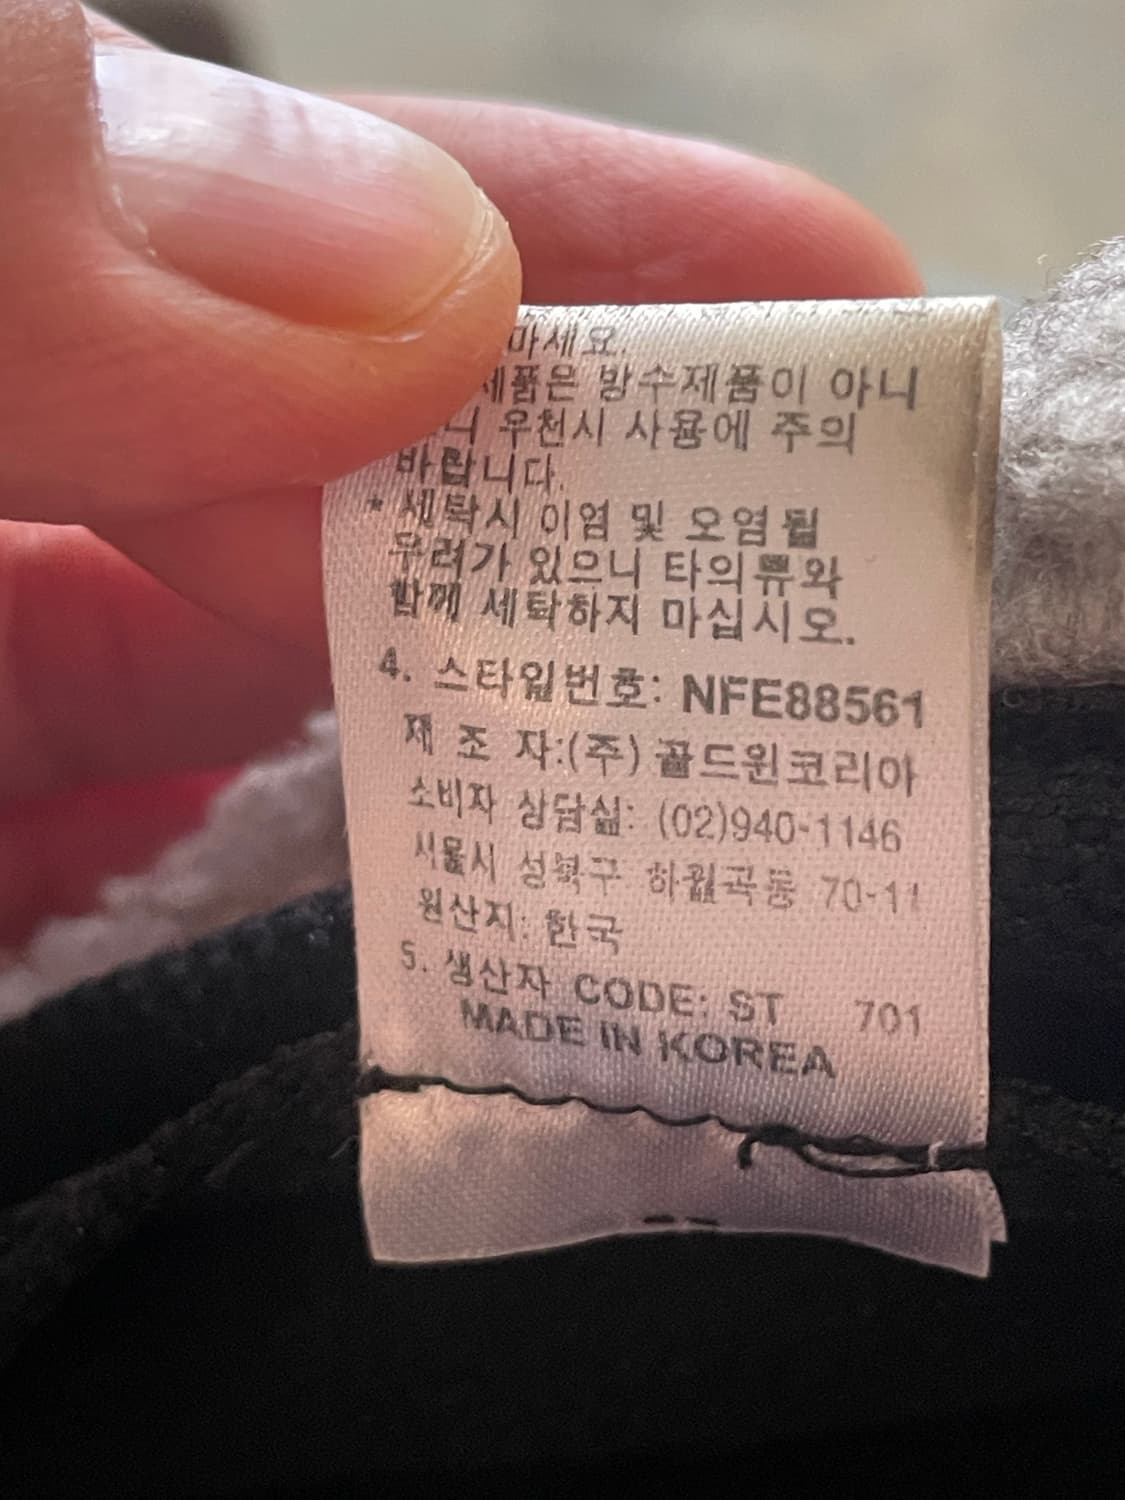 마세요.
제품은 방수제품이 아니
니 우천시 사용에 주의
바랍니다.
* 세탁시 이염 및 오염될
우려가 있으니 타의류와
함께 세탁하지 마십시오.
4. 스타일번호: NFE88561
제 조 자:(주) 골드윈코리아
소비자 상담실: (02)940-1146
서울시 성북구 하월곡동 70-11
원산지: 한국
5. 생산자 CODE: ST 701
MADE IN KOREA